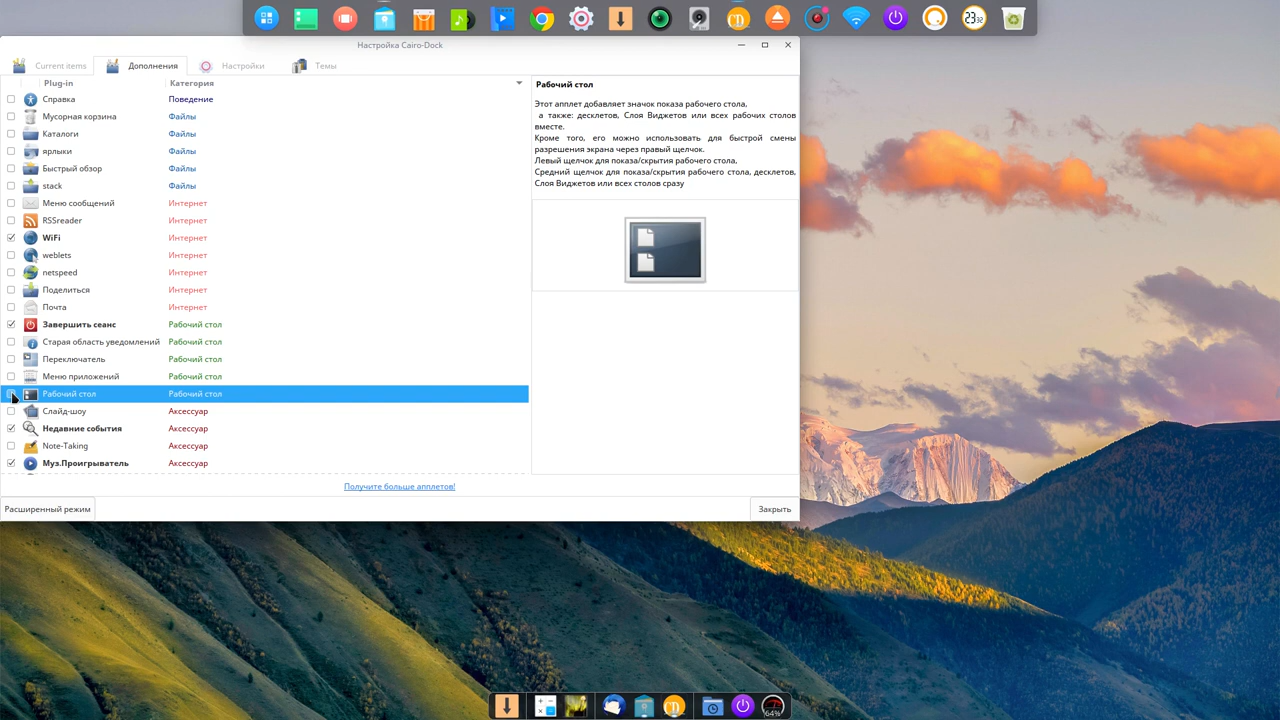 23:32
Настройка Cairo-Dock
Current items
Дополнения
Настройки
Темы
Plug-in Категория
Справка Поведение
Мусорная корзина Файлы
Каталоги Файлы
ярлыки Файлы
Быстрый обзор Файлы
stack Файлы
Меню сообщений Интернет
RSSreader Интернет
WiFi Интернет
weblets Интернет
netspeed Интернет
Поделиться Интернет
Почта Интернет
Завершить сеанс Рабочий стол
Старая область уведомлений Рабочий стол
Переключатель Рабочий стол
Меню приложений Рабочий стол
Рабочий стол Рабочий стол
Слайд-шоу Аксессуар
Недавние события Аксессуар
Note-Taking Аксессуар
Муз.Проигрыватель Аксессуар
Рабочий стол
Этот апплет добавляет значок показа рабочего стола,
а также: десклетов, Слоя Виджетов или всех рабочих столов
вместе.
Кроме того, его можно использовать для быстрой смены
разрешения экрана через правый щелчок.
Левый щелчок для показа/скрытия рабочего стола,
Средний щелчок для показа/скрытия рабочего стола, десклетов,
Слоя Виджетов или всех столов сразу
Получите больше апплетов!
Расширенный режим
Закрыть
64%